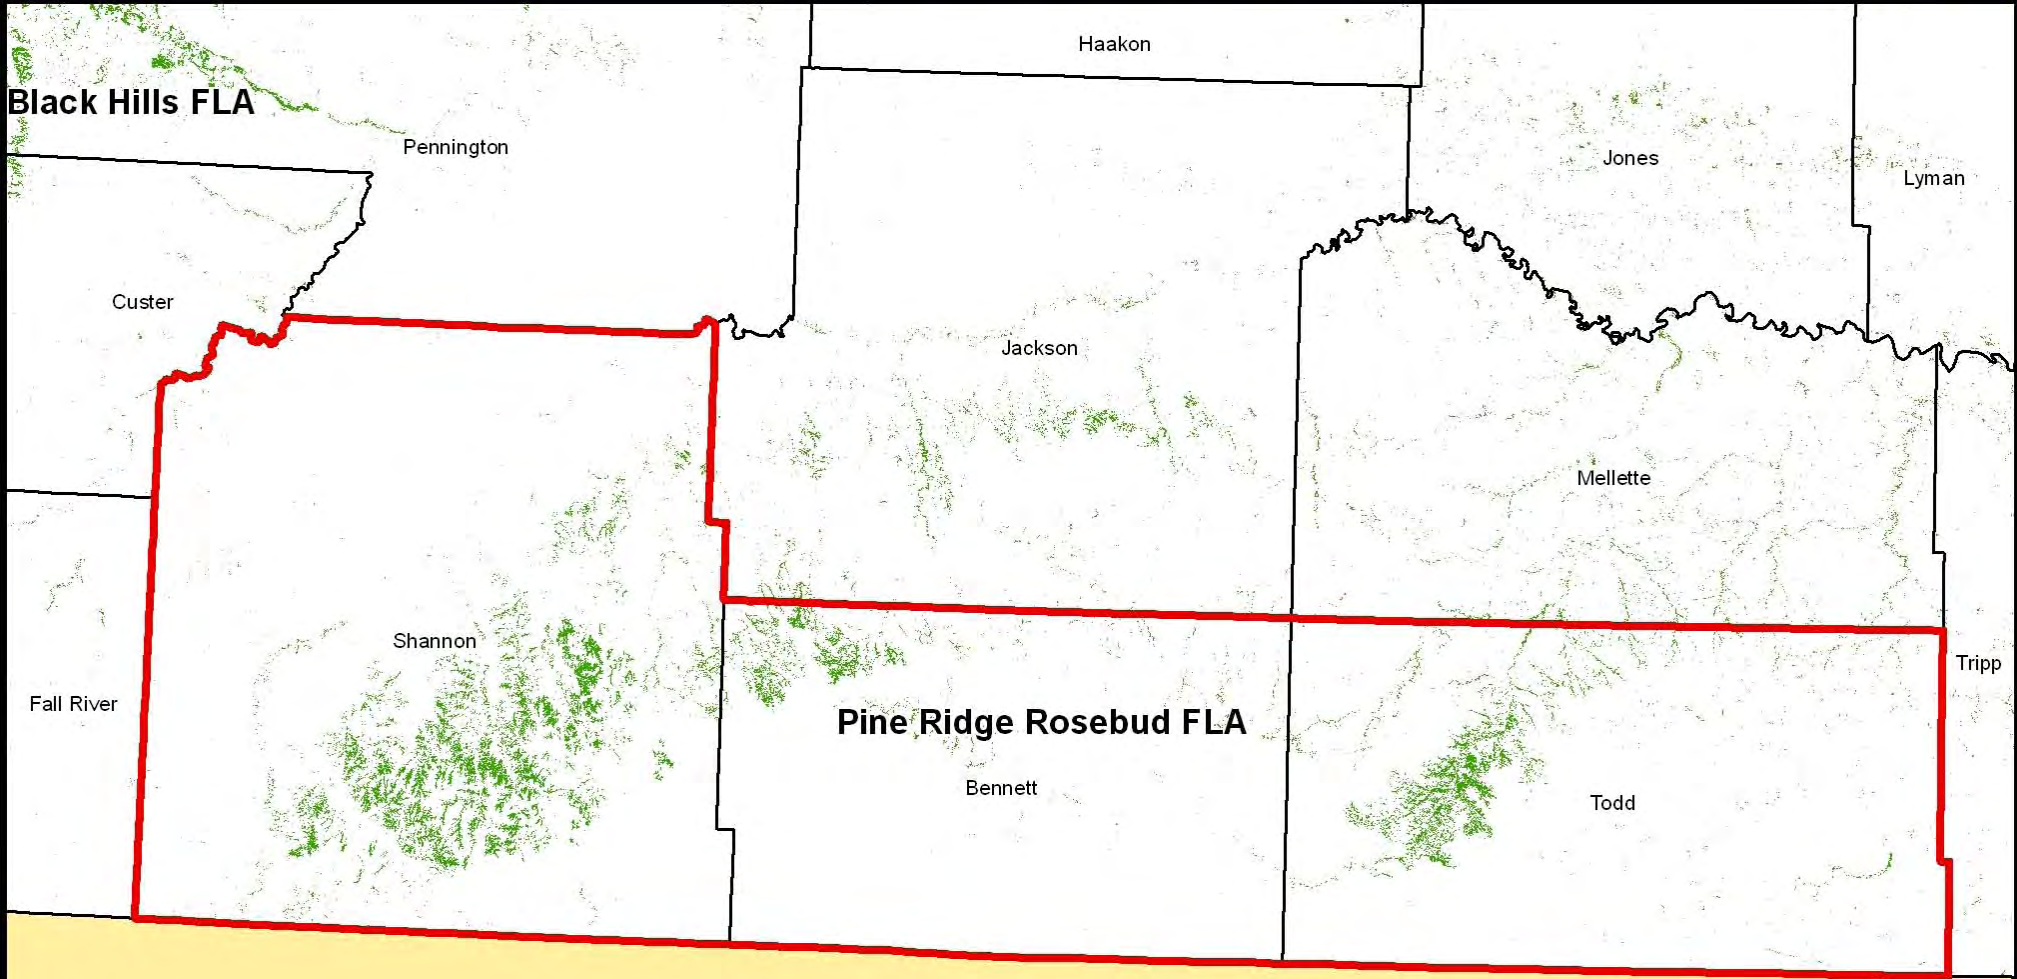 Haakon
Black Hills FLA
Pennington
Jones
Lyman
Custer
Jackson
Mellette
Shannon
Tripp
Fall River
Pine Ridge Rosebud FLA
Bennett
Todd